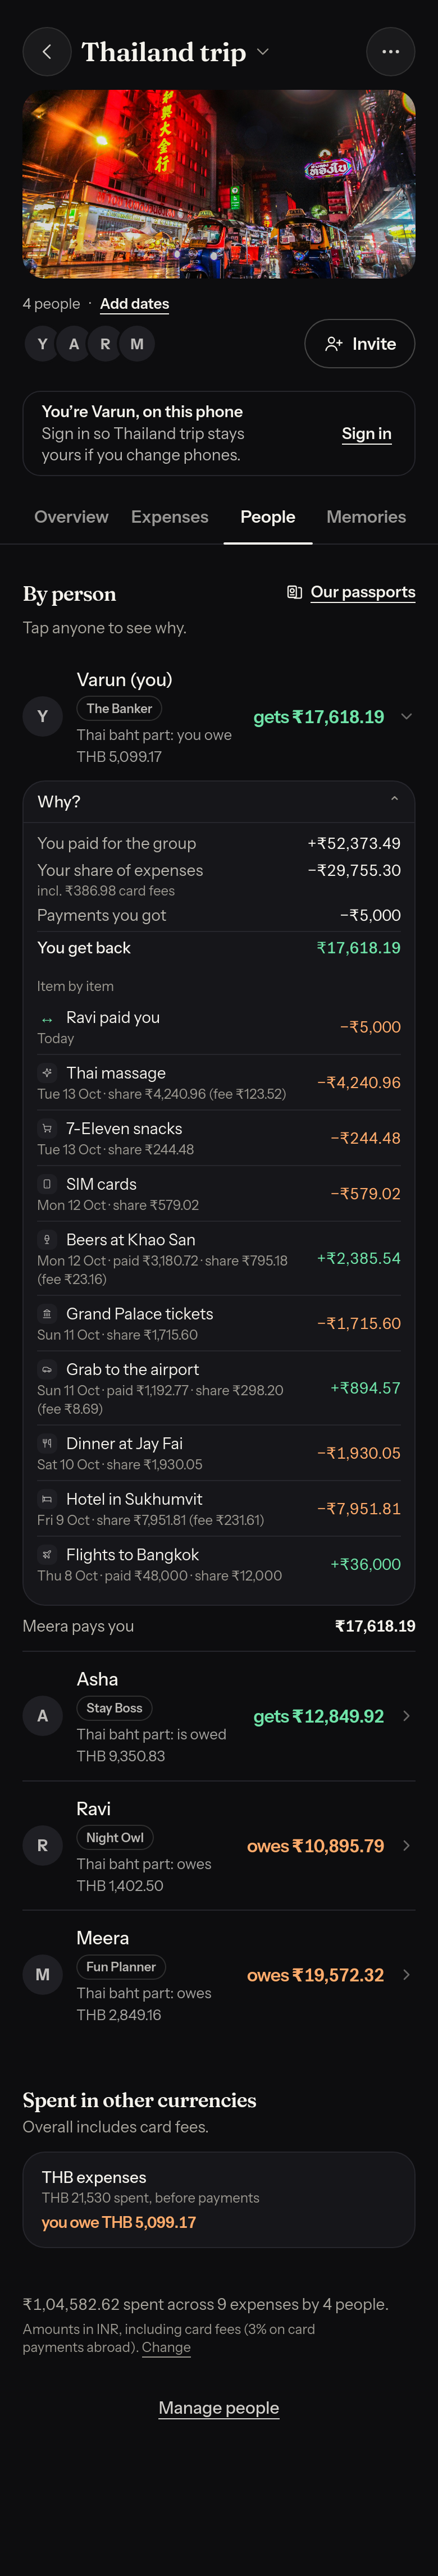 Thailand trip
4 people · Add dates
Y A R M
Invite
You're Varun, on this phone
Sign in so Thailand trip stays
yours if you change phones.
Sign in
Overview Expenses People Memories
By person
Our passports
Tap anyone to see why.
Y
Varun (you)
The Banker
Thai baht part: you owe
THB 5,099.17
gets ₹17,618.19
Why?
You paid for the group +₹52,373.49
Your share of expenses −₹29,755.30
incl. ₹386.98 card fees
Payments you got −₹5,000
You get back ₹17,618.19
Item by item
↔ Ravi paid you
Today
−₹5,000
Thai massage
Tue 13 Oct · share ₹4,240.96 (fee ₹123.52)
−₹4,240.96
7-Eleven snacks
Tue 13 Oct · share ₹244.48
−₹244.48
SIM cards
Mon 12 Oct · share ₹579.02
−₹579.02
Beers at Khao San
Mon 12 Oct · paid ₹3,180.72 · share ₹795.18
(fee ₹23.16)
+₹2,385.54
Grand Palace tickets
Sun 11 Oct · share ₹1,715.60
−₹1,715.60
Grab to the airport
Sun 11 Oct · paid ₹1,192.77 · share ₹298.20
(fee ₹8.69)
+₹894.57
Dinner at Jay Fai
Sat 10 Oct · share ₹1,930.05
−₹1,930.05
Hotel in Sukhumvit
Fri 9 Oct · share ₹7,951.81 (fee ₹231.61)
−₹7,951.81
Flights to Bangkok
Thu 8 Oct · paid ₹48,000 · share ₹12,000
+₹36,000
Meera pays you ₹17,618.19
A
Asha
Stay Boss
Thai baht part: is owed
THB 9,350.83
gets ₹12,849.92
R
Ravi
Night Owl
Thai baht part: owes
THB 1,402.50
owes ₹10,895.79
M
Meera
Fun Planner
Thai baht part: owes
THB 2,849.16
owes ₹19,572.32
Spent in other currencies
Overall includes card fees.
THB expenses
THB 21,530 spent, before payments
you owe THB 5,099.17
₹1,04,582.62 spent across 9 expenses by 4 people.
Amounts in INR, including card fees (3% on card
payments abroad). Change
Manage people